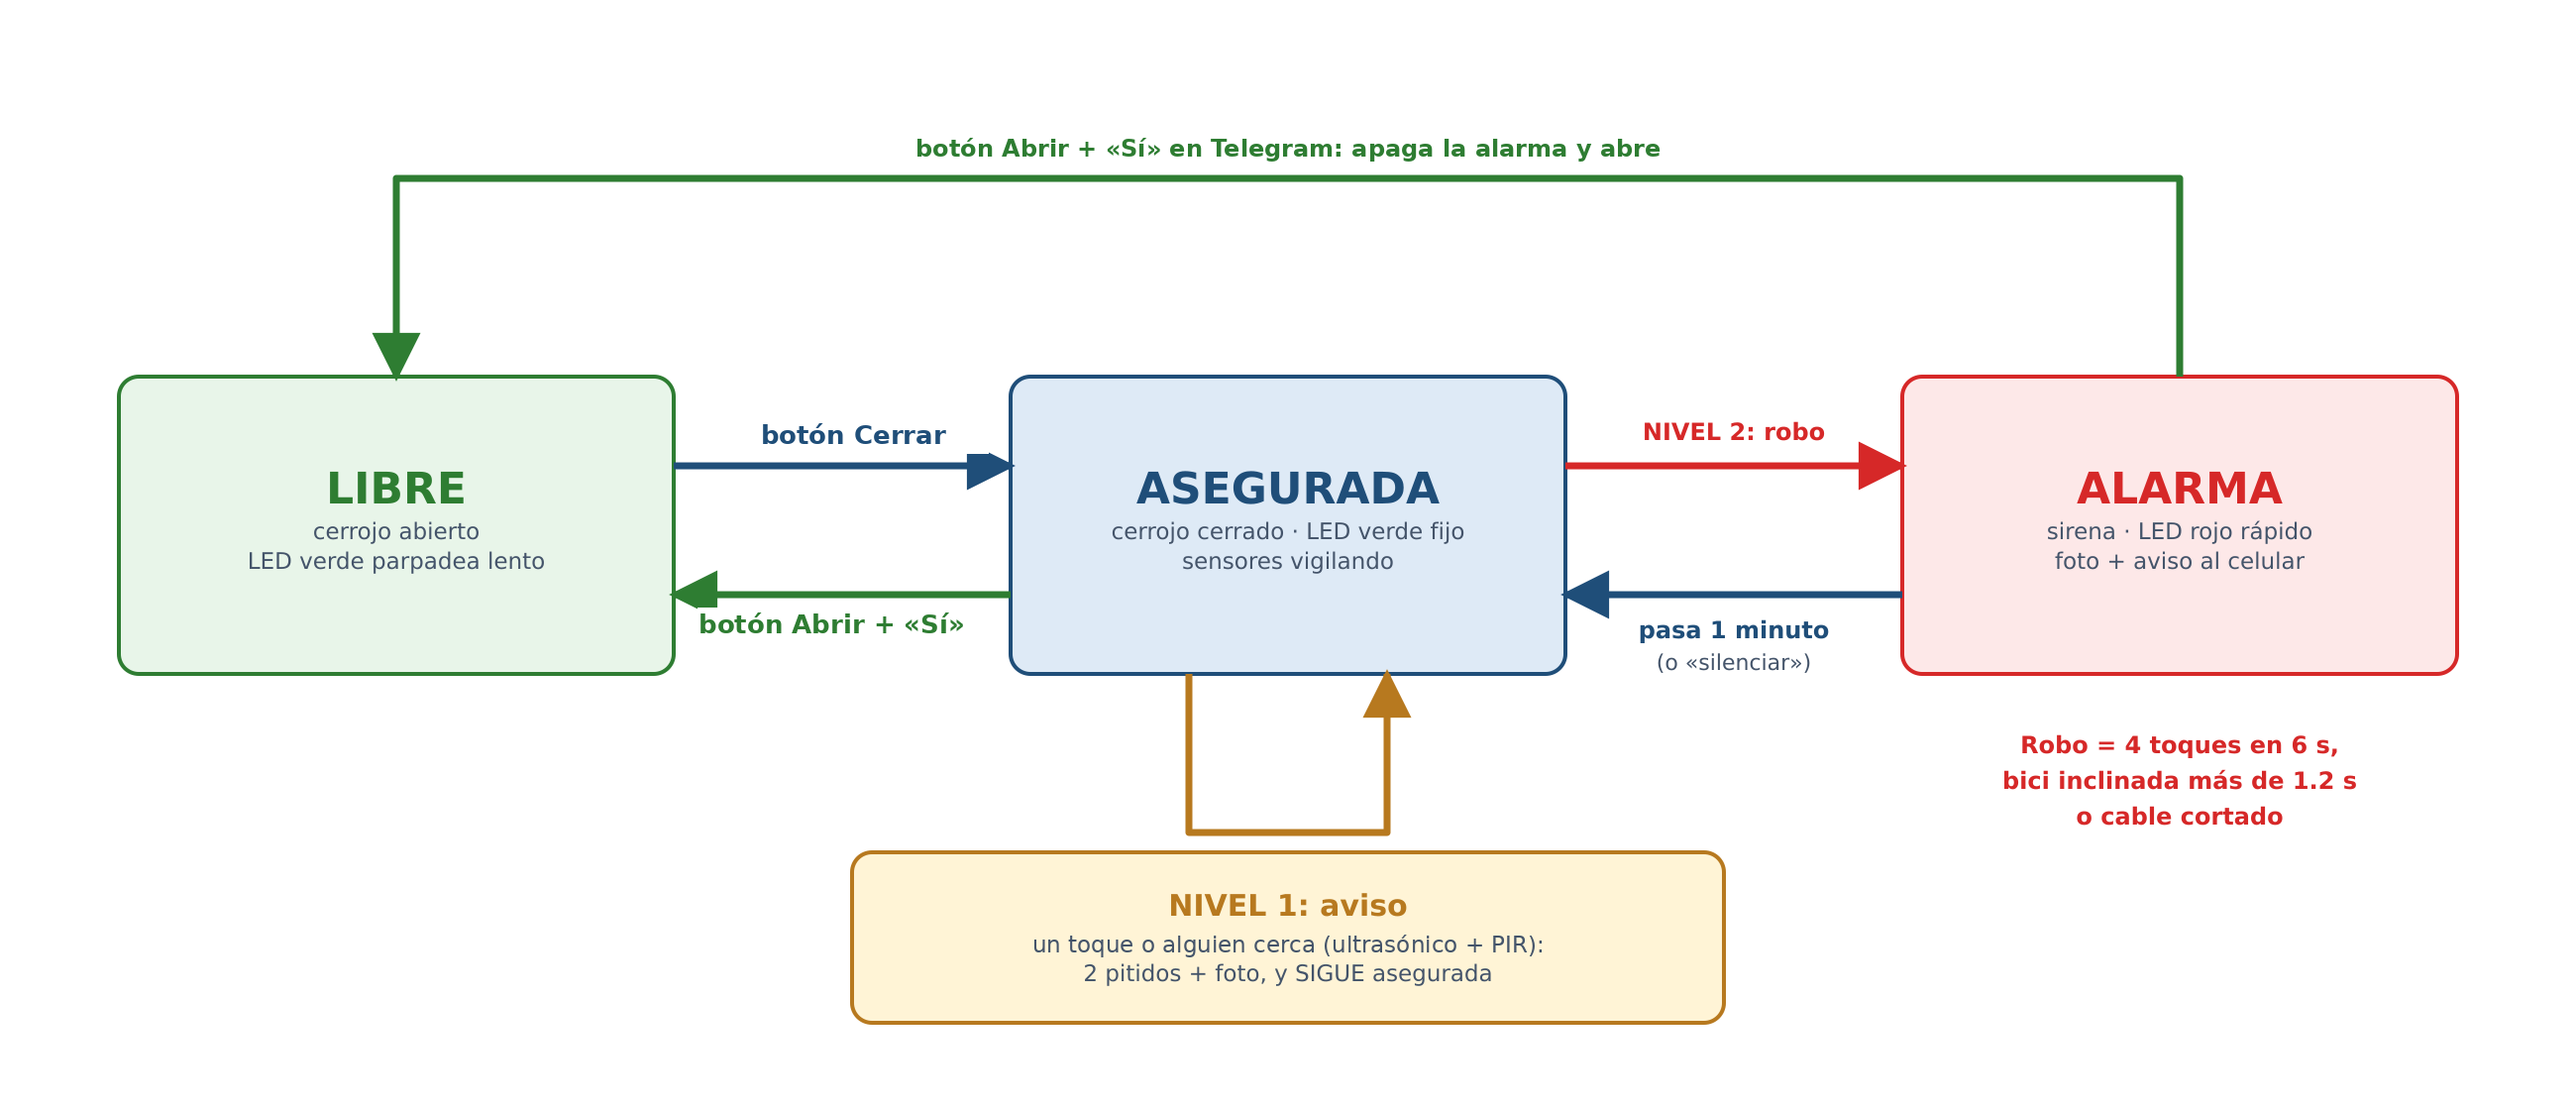 botón Abrir + «Sí» en Telegram: apaga la alarma y abre
LIBRE
cerrojo abierto
LED verde parpadea lento
botón Cerrar
botón Abrir + «Sí»
ASEGURADA
cerrojo cerrado · LED verde fijo
sensores vigilando
NIVEL 2: robo
pasa 1 minuto
(o «silenciar»)
ALARMA
sirena · LED rojo rápido
foto + aviso al celular
Robo = 4 toques en 6 s,
bici inclinada más de 1.2 s
o cable cortado
NIVEL 1: aviso
un toque o alguien cerca (ultrasónico + PIR):
2 pitidos + foto, y SIGUE asegurada